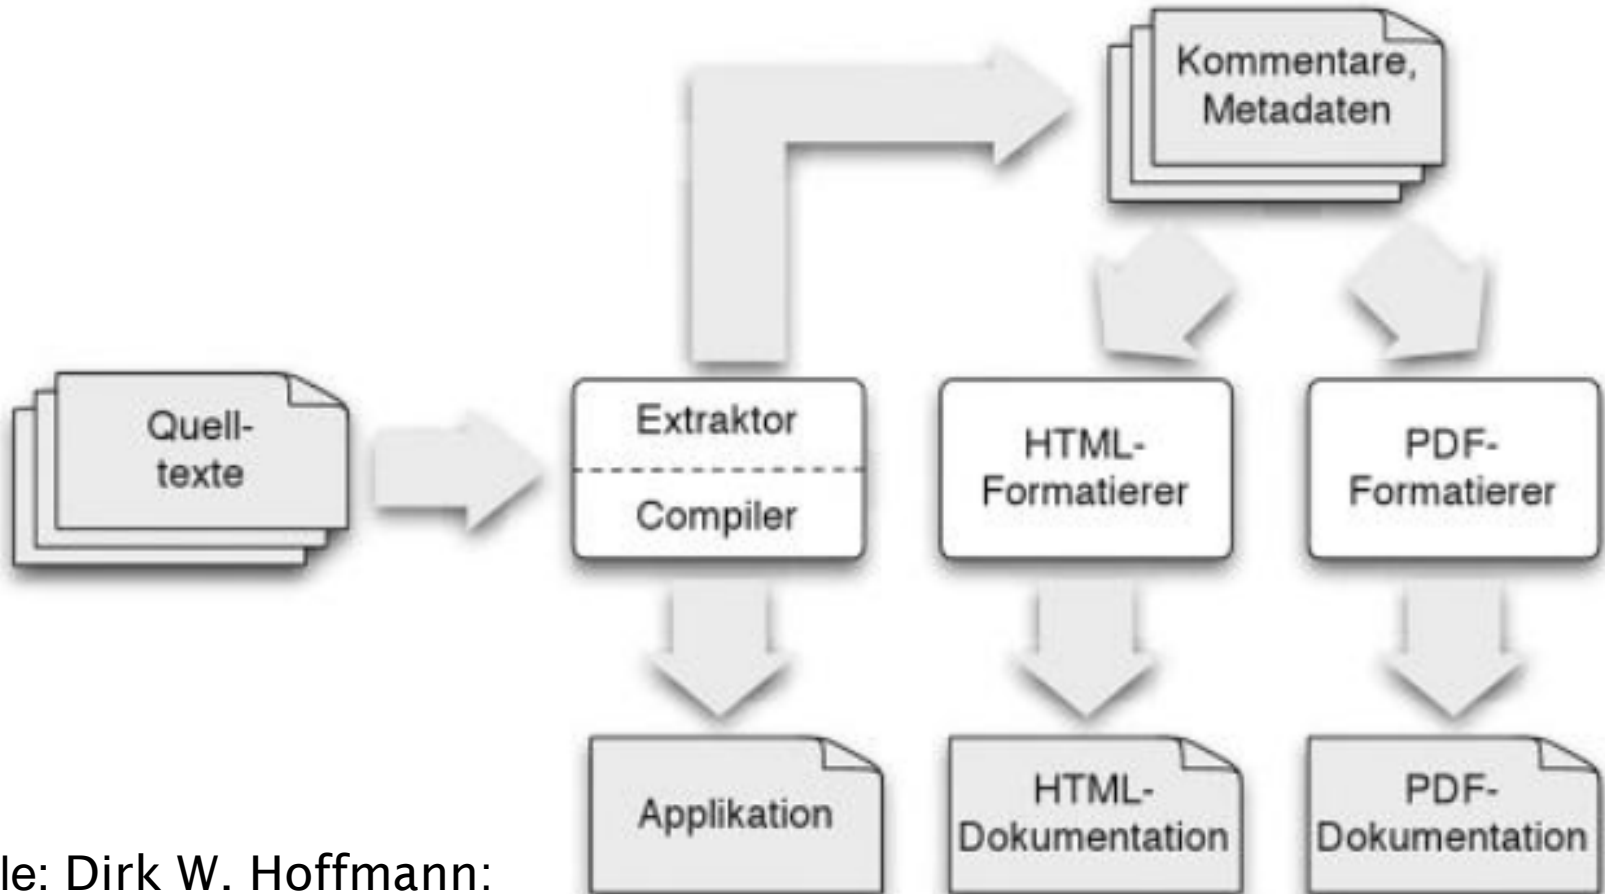 Kommentare,
Metadaten
Quell-
texte
Extraktor
Compiler
HTML-
Formatierer
PDF-
Formatierer
Applikation
HTML-
Dokumentation
PDF-
Dokumentation
le: Dirk W. Hoffmann: